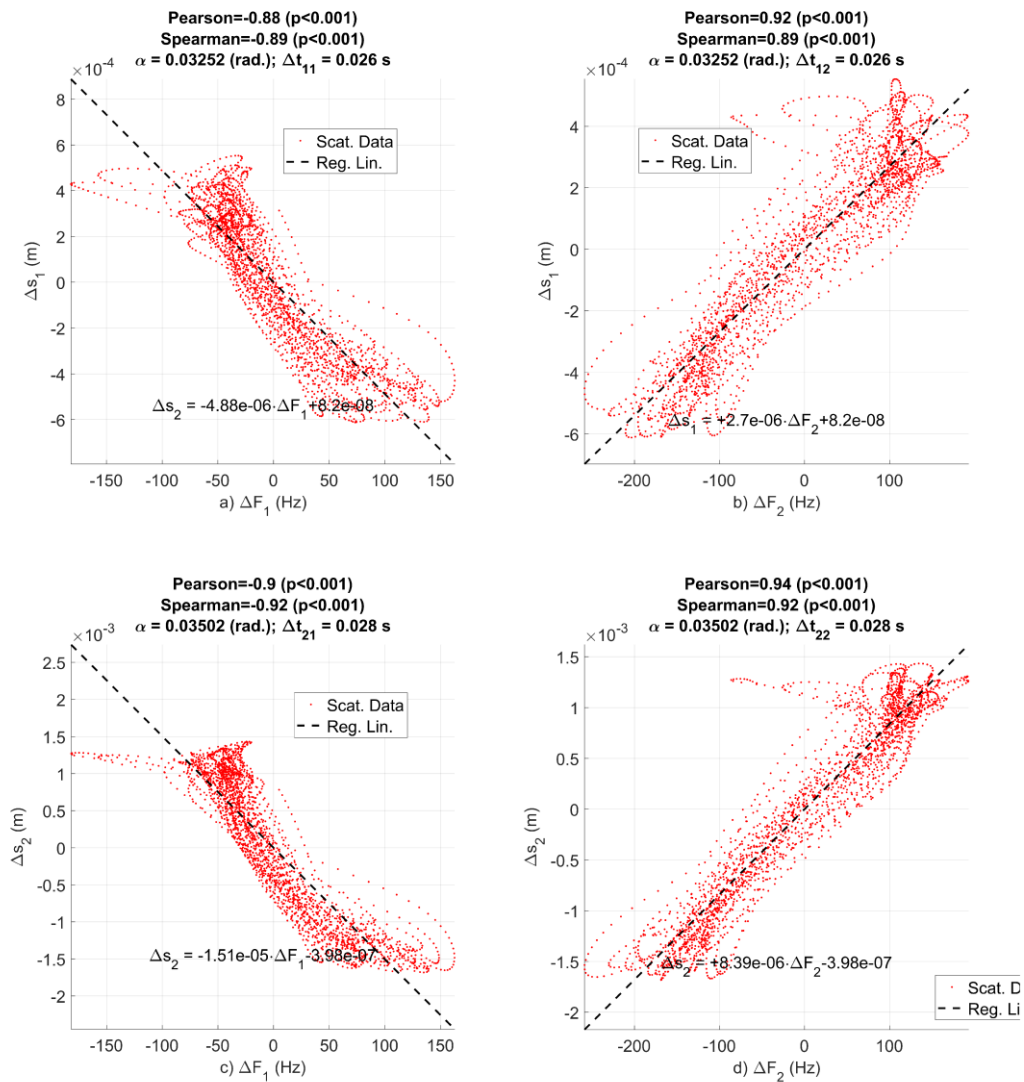 Pearson=-0.88 (p<0.001)
Spearman=-0.89 (p<0.001)
α = 0.03252 (rad.); Δt₁₁ = 0.026 s
×10⁻⁴
8
6
4
2
0
-2
-4
-6
Δs₁ (m)
Scat. Data
Reg. Lin.
Δs₂ = -4.88e-06·ΔF₁+8.2e-08
-150 -100 -50 0 50 100 150
a) ΔF₁ (Hz)
Pearson=0.92 (p<0.001)
Spearman=0.89 (p<0.001)
α = 0.03252 (rad.); Δt₁₂ = 0.026 s
×10⁻⁴
4
2
0
-2
-4
-6
Δs₁ (m)
Scat. Data
Reg. Lin.
Δs₁ = +2.7e-06·ΔF₂+8.2e-08
-200 -100 0 100
b) ΔF₂ (Hz)
Pearson=-0.9 (p<0.001)
Spearman=-0.92 (p<0.001)
α = 0.03502 (rad.); Δt₂₁ = 0.028 s
×10⁻³
2.5
2
1.5
1
0.5
0
-0.5
-1
-1.5
-2
Δs₂ (m)
Scat. Data
Reg. Lin.
Δs₂ = -1.51e-05·ΔF₁-3.98e-07
-150 -100 -50 0 50 100 150
c) ΔF₁ (Hz)
Pearson=0.94 (p<0.001)
Spearman=0.92 (p<0.001)
α = 0.03502 (rad.); Δt₂₂ = 0.028 s
×10⁻³
1.5
1
0.5
0
-0.5
-1
-1.5
-2
Δs₂ (m)
Δs₂ = +8.39e-06·ΔF₂-3.98e-07
Scat. D
Reg. Li
-200 -100 0 100
d) ΔF₂ (Hz)